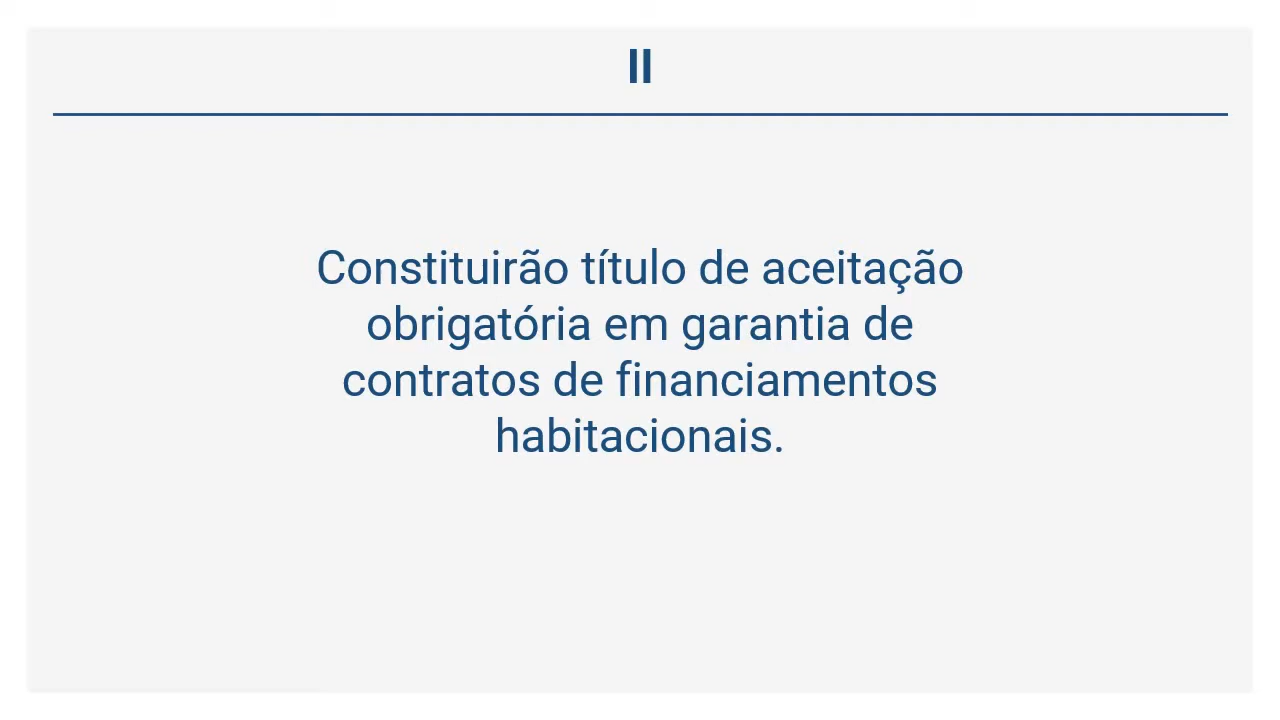 II
Constituirão título de aceitação
obrigatória em garantia de
contratos de financiamentos
habitacionais.